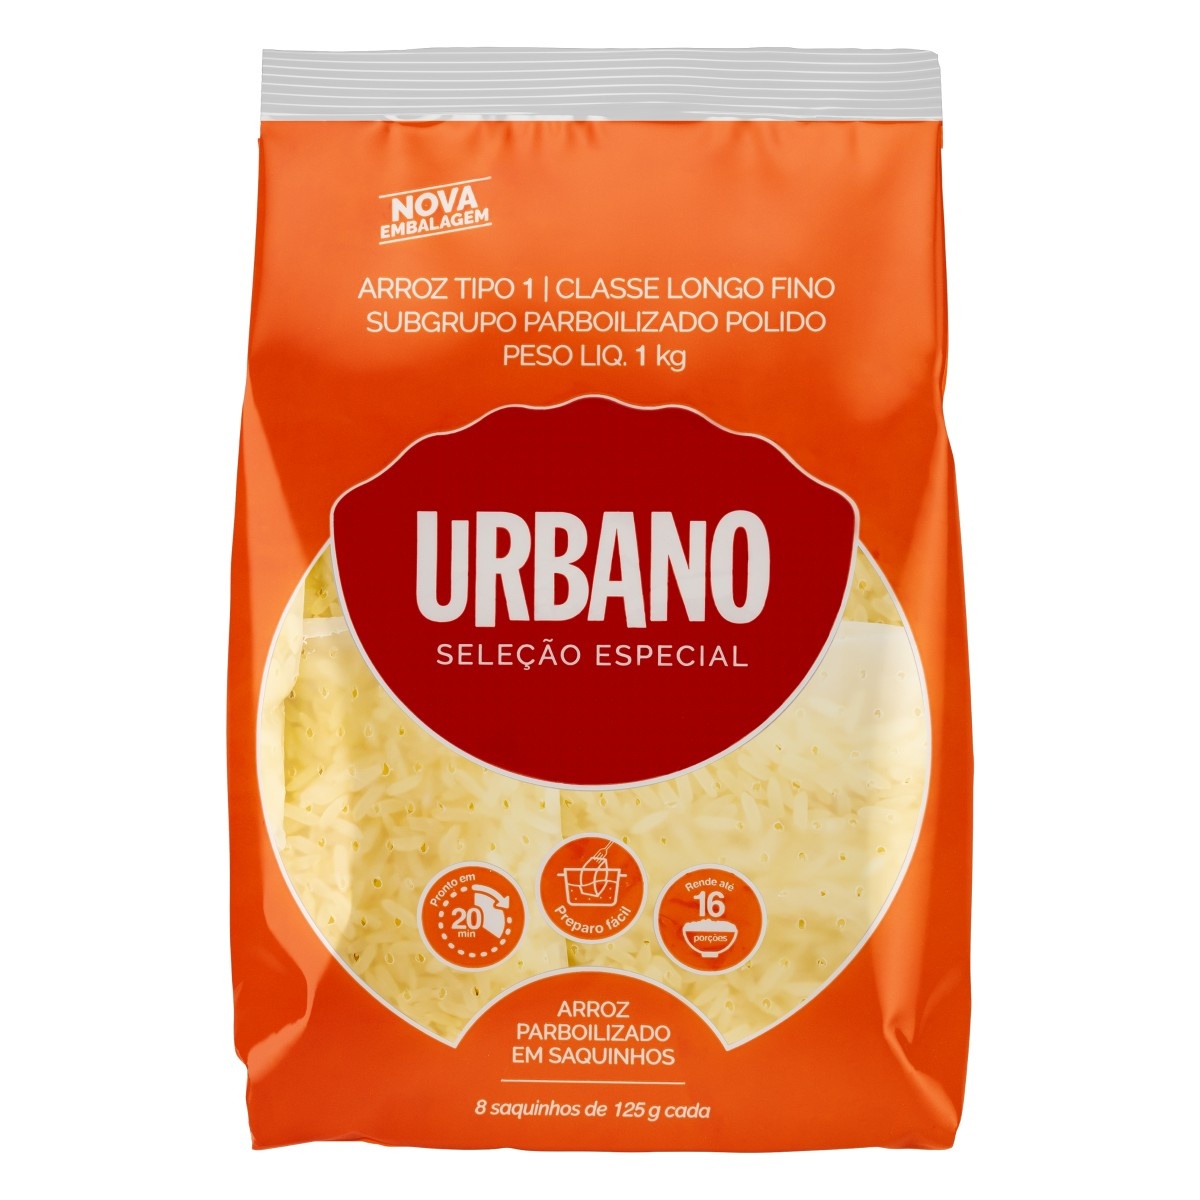 NOVA
EMBALAGEM
ARROZ TIPO 1 | CLASSE LONGO FINO
SUBGRUPO PARBOILIZADO POLIDO
PESO LIQ. 1 kg
URBANO
SELEÇÃO ESPECIAL
Pronto em
20
min
Preparo fácil
Rende até
16
porções
ARROZ
PARBOILIZADO
EM SAQUINHOS
8 saquinhos de 125 g cada